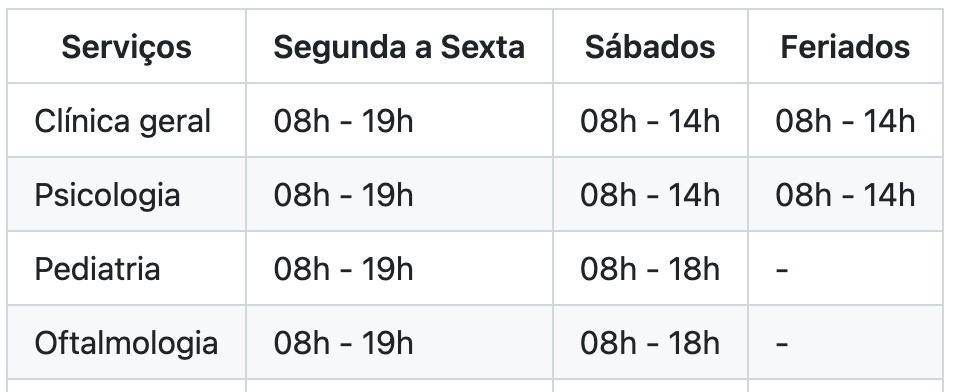 Serviços Segunda a Sexta Sábados Feriados
Clínica geral 08h - 19h 08h - 14h 08h - 14h
Psicologia 08h - 19h 08h - 14h 08h - 14h
Pediatria 08h - 19h 08h - 18h -
Oftalmologia 08h - 19h 08h - 18h -